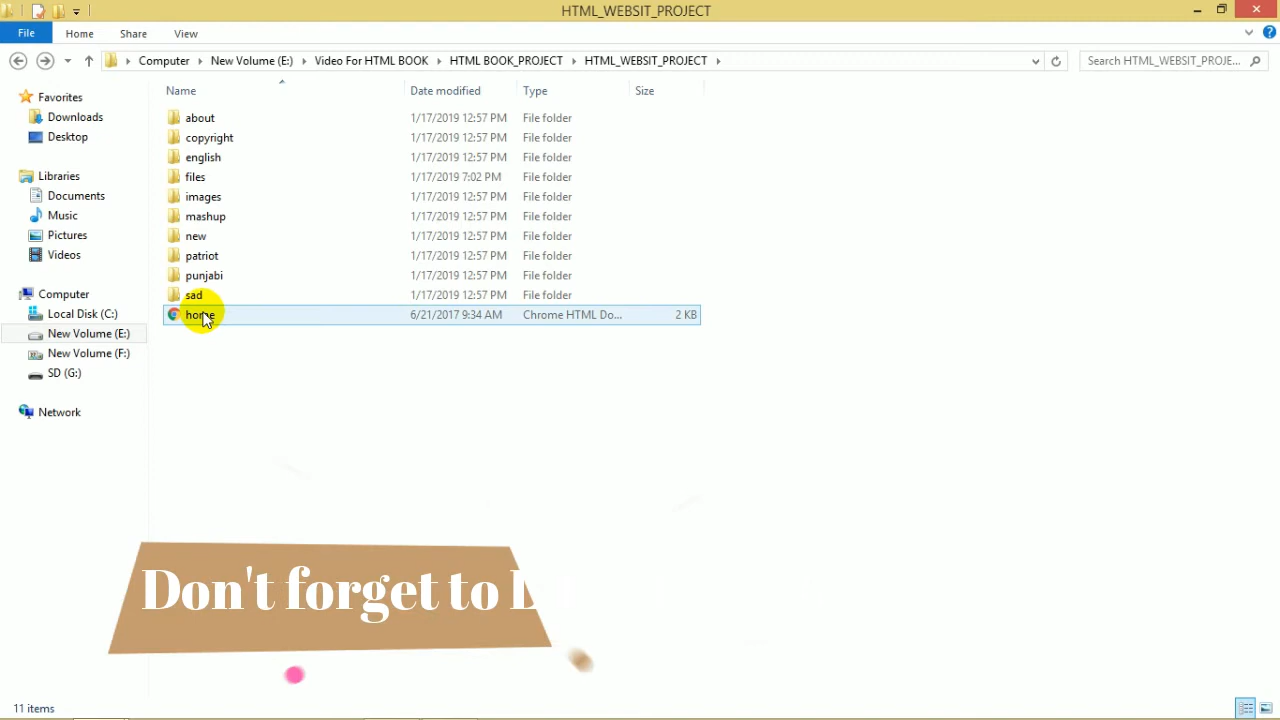 HTML_WEBSIT_PROJECT
File Home Share View
Computer New Volume (E:) Video For HTML BOOK HTML BOOK_PROJECT HTML_WEBSIT_PROJECT Search HTML_WEBSIT_PROJE...
Name Date modified Type Size
Favorites
Downloads
Desktop
Libraries
Documents
Music
Pictures
Videos
Computer
Local Disk (C:)
New Volume (E:)
New Volume (F:)
SD (G:)
Network
about 1/17/2019 12:57 PM File folder
copyright 1/17/2019 12:57 PM File folder
english 1/17/2019 12:57 PM File folder
files 1/17/2019 7:02 PM File folder
images 1/17/2019 12:57 PM File folder
mashup 1/17/2019 12:57 PM File folder
new 1/17/2019 12:57 PM File folder
patriot 1/17/2019 12:57 PM File folder
punjabi 1/17/2019 12:57 PM File folder
sad 1/17/2019 12:57 PM File folder
home 6/21/2017 9:34 AM Chrome HTML Do... 2 KB
Don't forget to
11 items